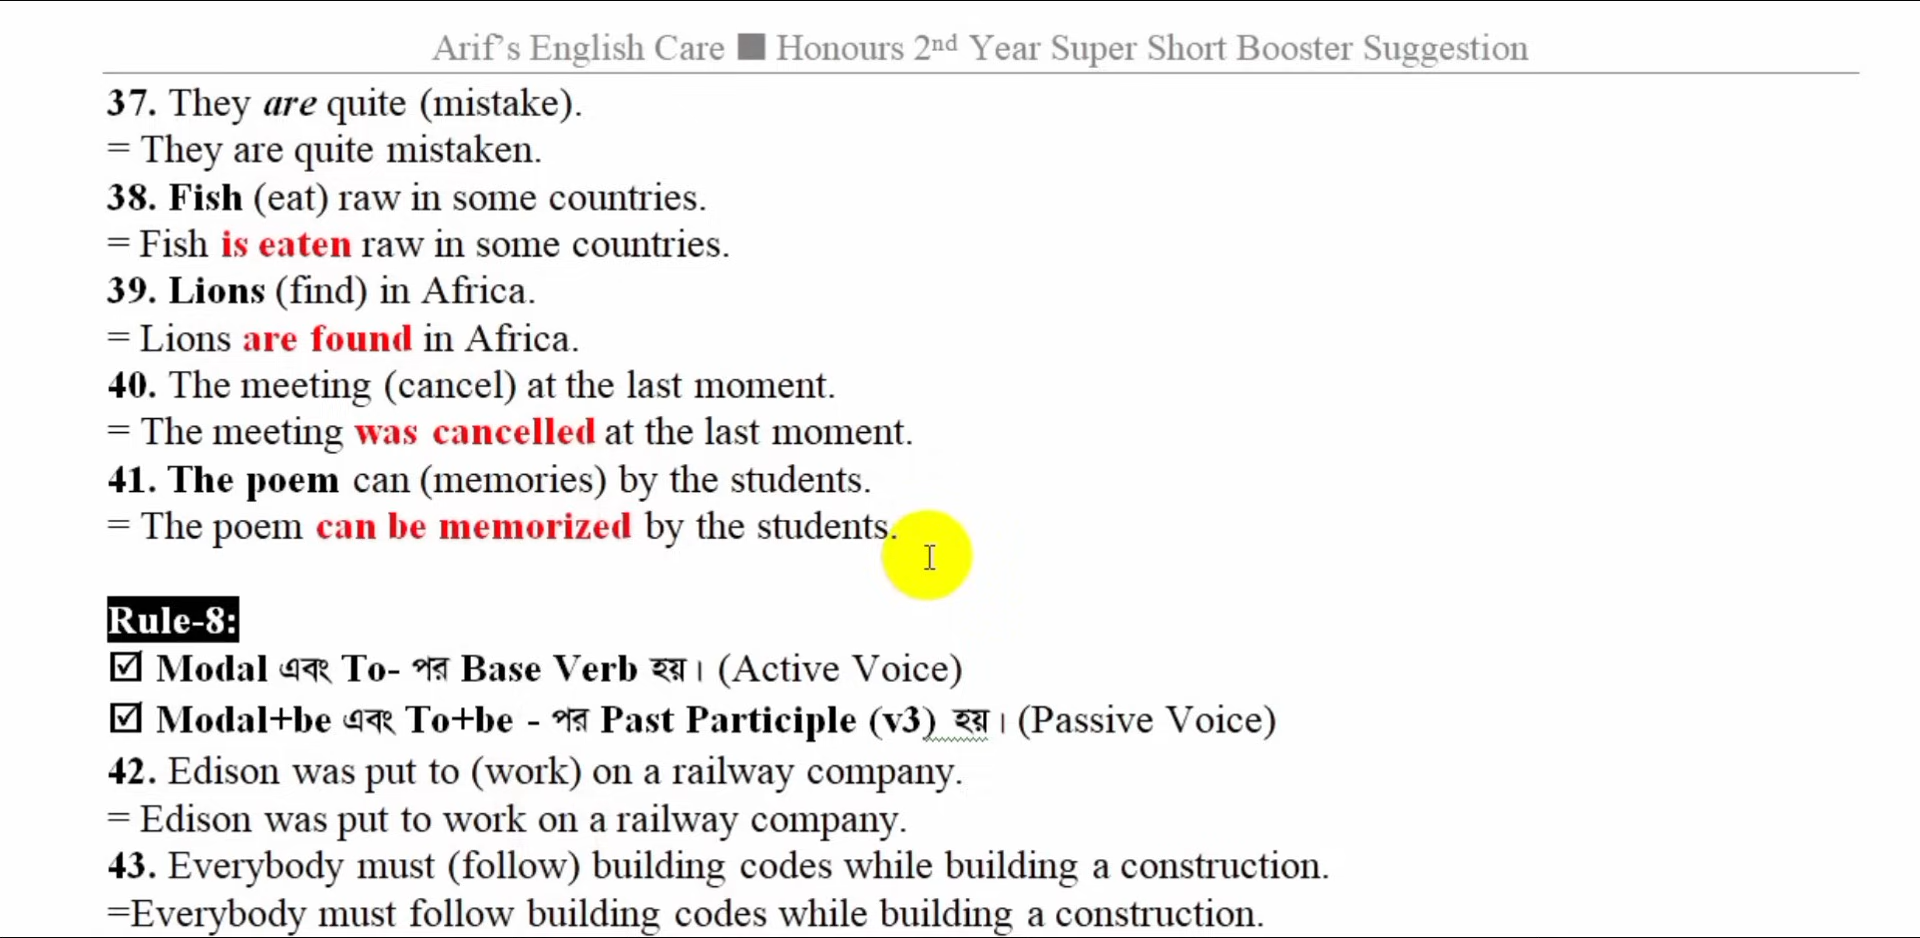 Arif’s English Care ■ Honours 2nd Year Super Short Booster Suggestion
37. They are quite (mistake).
= They are quite mistaken.
38. Fish (eat) raw in some countries.
= Fish is eaten raw in some countries.
39. Lions (find) in Africa.
= Lions are found in Africa.
40. The meeting (cancel) at the last moment.
= The meeting was cancelled at the last moment.
41. The poem can (memories) by the students.
= The poem can be memorized by the students.
Rule-8:
☑ Modal এবং To- পর Base Verb হয়। (Active Voice)
☑ Modal+be এবং To+be - পর Past Participle (v3) হয়। (Passive Voice)
42. Edison was put to (work) on a railway company.
= Edison was put to work on a railway company.
43. Everybody must (follow) building codes while building a construction.
=Everybody must follow building codes while building a construction.